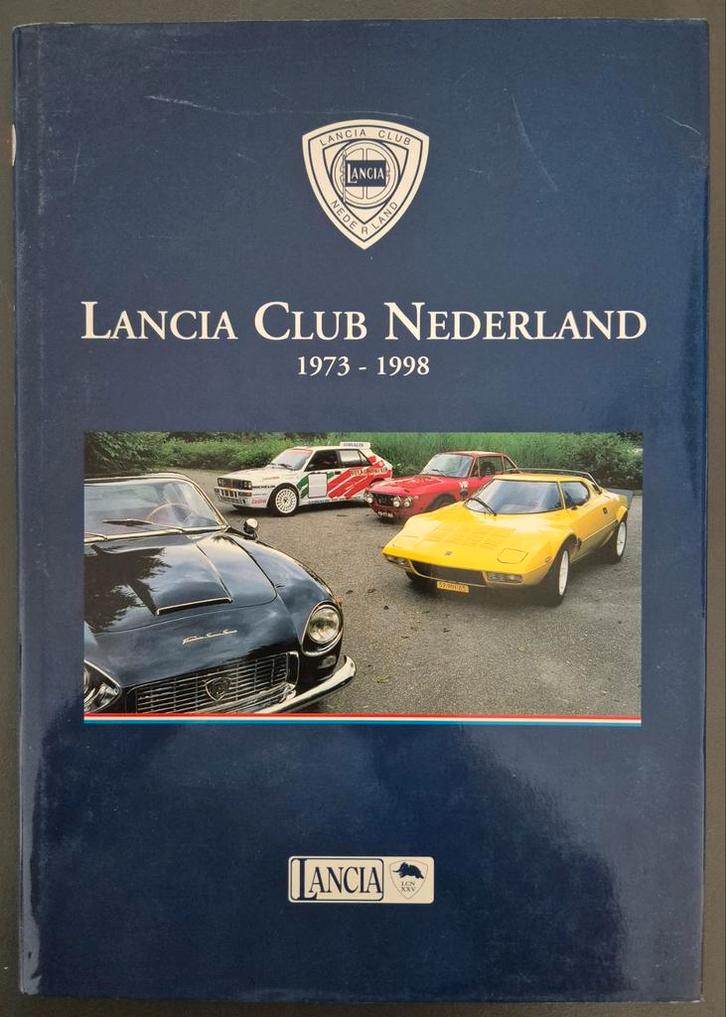 LANCIA CLUB
LANCIA
NEDERLAND
LANCIA CLUB NEDERLAND
1973 - 1998
LANCIA
LCN
XXV